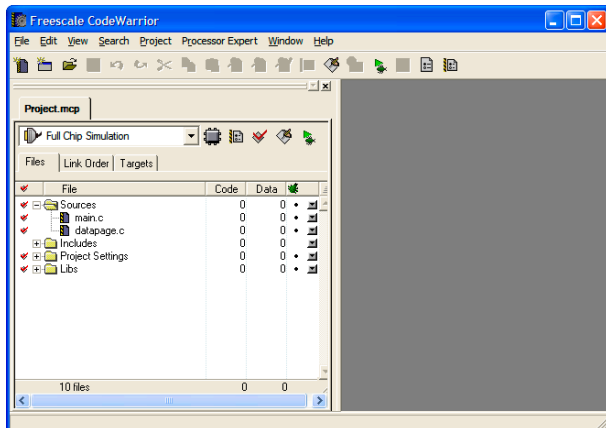 Freescale CodeWarrior
File Edit View Search Project Processor Expert Window Help
Project.mcp
Full Chip Simulation
Files Link Order Targets
File Code Data
Sources 0 0
main.c 0 0
datapage.c 0 0
Includes 0 0
Project Settings 0 0
Libs 0 0
10 files 0 0